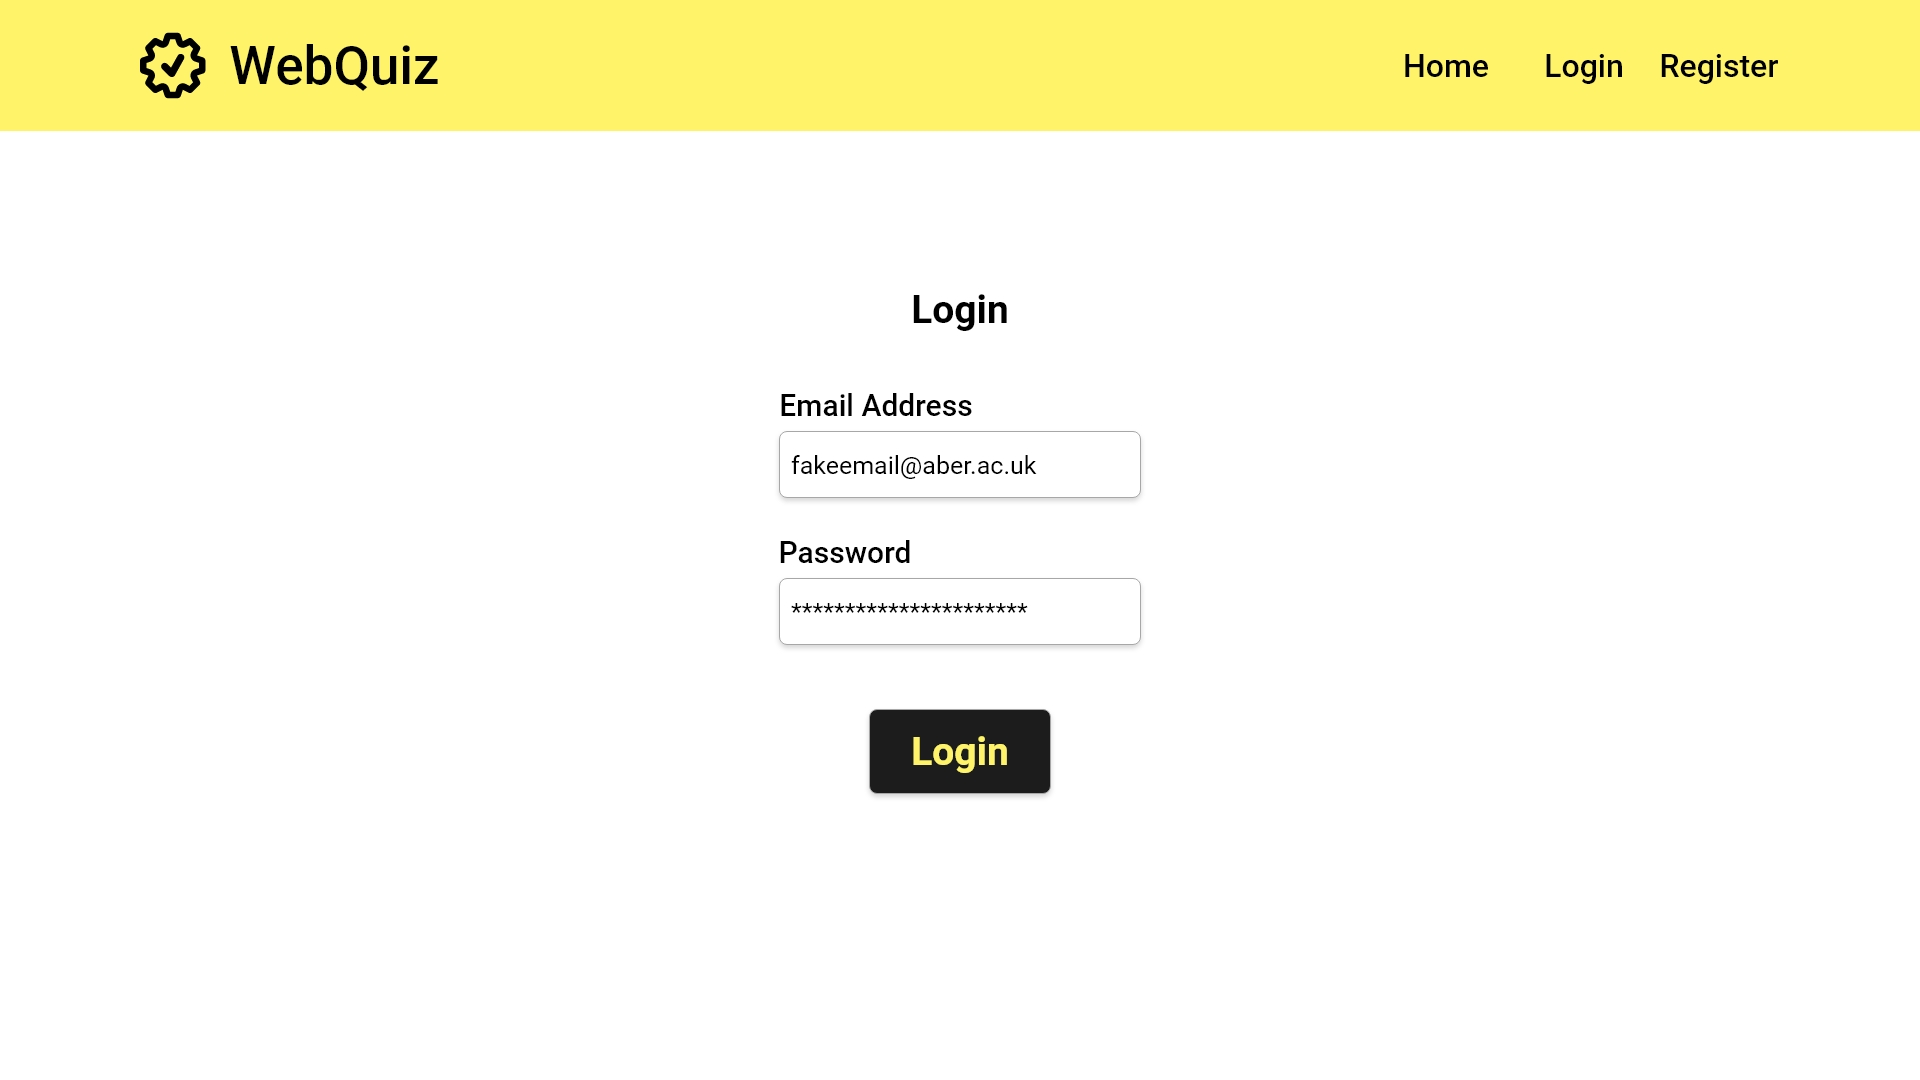 WebQuiz
Home Login Register
Login
Email Address
fakeemail@aber.ac.uk
Password
**********************
Login